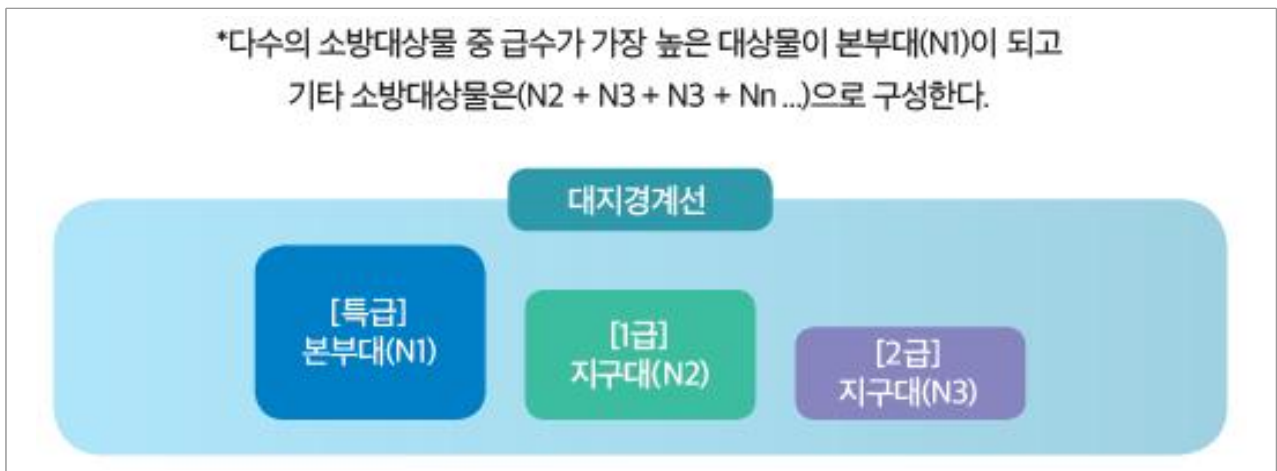 *다수의 소방대상물 중 급수가 가장 높은 대상물이 본부대(N1)이 되고
기타 소방대상물은(N2 + N3 + N3 + Nn ...)으로 구성한다.
대지경계선
[특급]
본부대(N1)
[1급]
지구대(N2)
[2급]
지구대(N3)